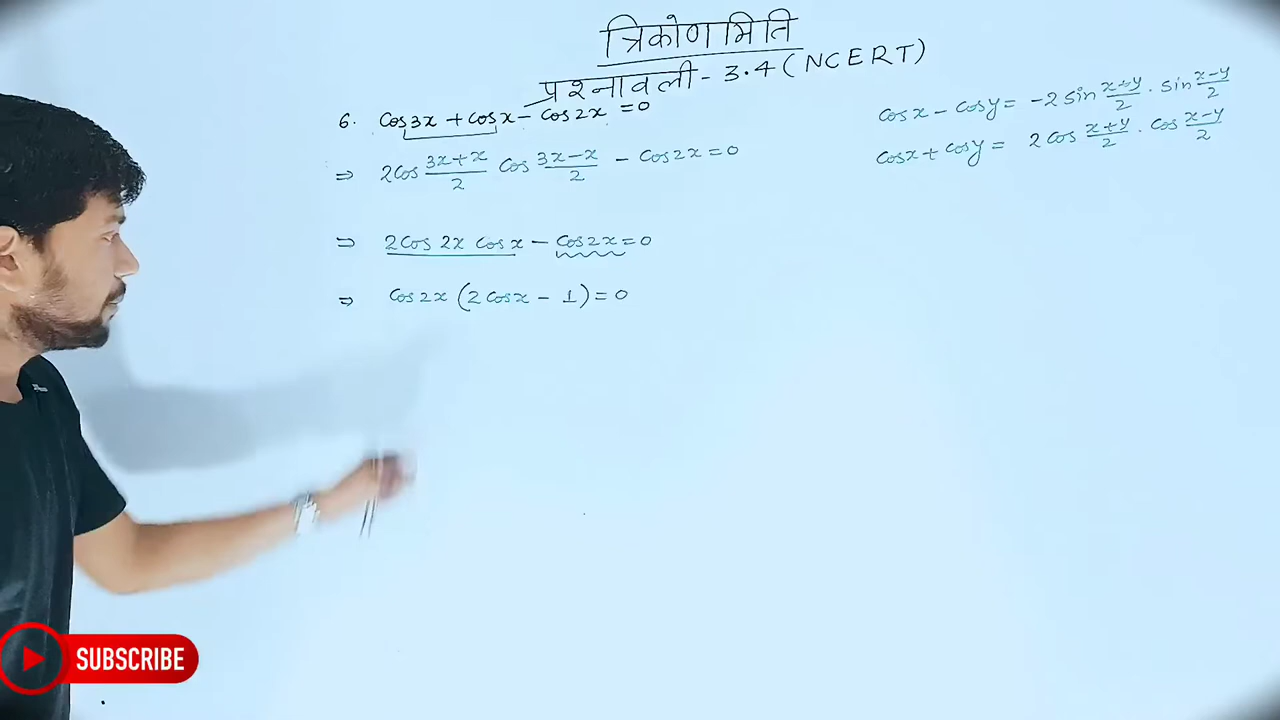 त्रिकोणमिति
प्रश्नावली - 3.4 (NCERT)
6. Cos3x + cosx - cos2x = 0
⇒ 2cos (3x+x)/2 cos (3x-x)/2 - cos2x = 0
⇒ 2cos 2x cosx - cos2x = 0
⇒ cos2x (2cosx - 1) = 0
cosx - cosy = -2 sin (x+y)/2 . sin (x-y)/2
cosx + cosy = 2 cos (x+y)/2 . cos (x-y)/2
SUBSCRIBE